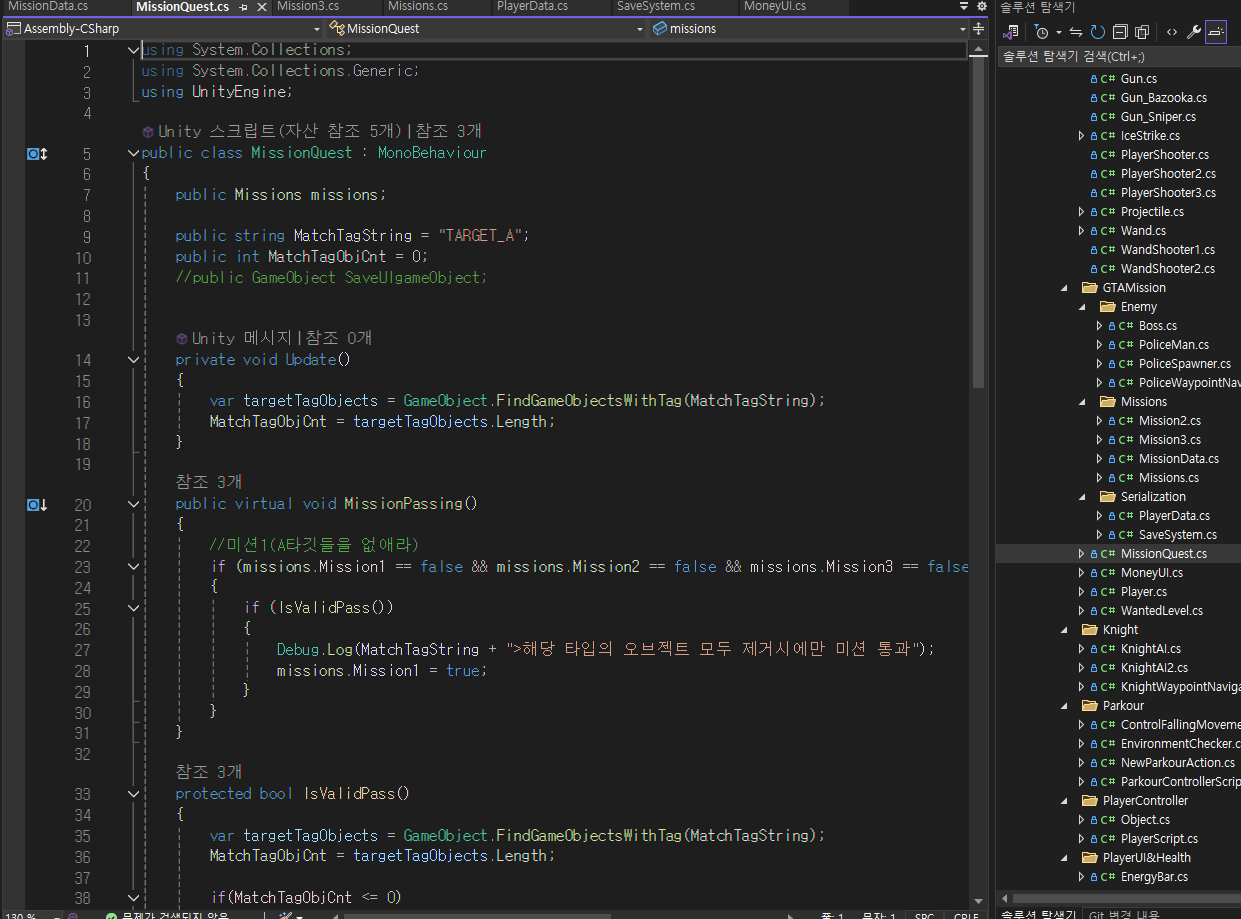 MissionData.cs MissionQuest.cs Mission3.cs Missions.cs PlayerData.cs SaveSystem.cs MoneyUI.cs
Assembly-CSharp MissionQuest missions
1 using System.Collections;
2 using System.Collections.Generic;
3 using UnityEngine;
4
Unity 스크립트(자산 참조 5개)|참조 3개
5 public class MissionQuest : MonoBehaviour
6 {
7 public Missions missions;
8
9 public string MatchTagString = "TARGET_A";
10 public int MatchTagObjCnt = 0;
11 //public GameObject SaveUIgameObject;
12
13
Unity 메시지|참조 0개
14 private void Update()
15 {
16 var targetTagObjects = GameObject.FindGameObjectsWithTag(MatchTagString);
17 MatchTagObjCnt = targetTagObjects.Length;
18 }
19
참조 3개
20 public virtual void MissionPassing()
21 {
22 //미션1(A타깃들을 없애라)
23 if (missions.Mission1 == false && missions.Mission2 == false && missions.Mission3 == false
24 {
25 if (IsValidPass())
26 {
27 Debug.Log(MatchTagString + ">해당 타입의 오브젝트 모두 제거시에만 미션 통과");
28 missions.Mission1 = true;
29 }
30 }
31 }
32
참조 3개
33 protected bool IsValidPass()
34 {
35 var targetTagObjects = GameObject.FindGameObjectsWithTag(MatchTagString);
36 MatchTagObjCnt = targetTagObjects.Length;
37
38 if(MatchTagObjCnt <= 0)
130 % 문제가 검색되지 않음 줄: 1 문자: 1 SPC CRLF
솔루션 탐색기
솔루션 탐색기 검색(Ctrl+;)
C# Gun.cs
C# Gun_Bazooka.cs
C# Gun_Sniper.cs
C# IceStrike.cs
C# PlayerShooter.cs
C# PlayerShooter2.cs
C# PlayerShooter3.cs
C# Projectile.cs
C# Wand.cs
C# WandShooter1.cs
C# WandShooter2.cs
GTAMission
Enemy
C# Boss.cs
C# PoliceMan.cs
C# PoliceSpawner.cs
C# PoliceWaypointNav
Missions
C# Mission2.cs
C# Mission3.cs
C# MissionData.cs
C# Missions.cs
Serialization
C# PlayerData.cs
C# SaveSystem.cs
C# MissionQuest.cs
C# MoneyUI.cs
C# Player.cs
C# WantedLevel.cs
Knight
C# KnightAI.cs
C# KnightAI2.cs
C# KnightWaypointNaviga
Parkour
C# ControlFallingMoveme
C# EnvironmentChecker.c
C# NewParkourAction.cs
C# ParkourControllerScrip
PlayerController
C# Object.cs
C# PlayerScript.cs
PlayerUI&Health
C# EnergyBar.cs
솔루션 탐색기 Git 변경 내용